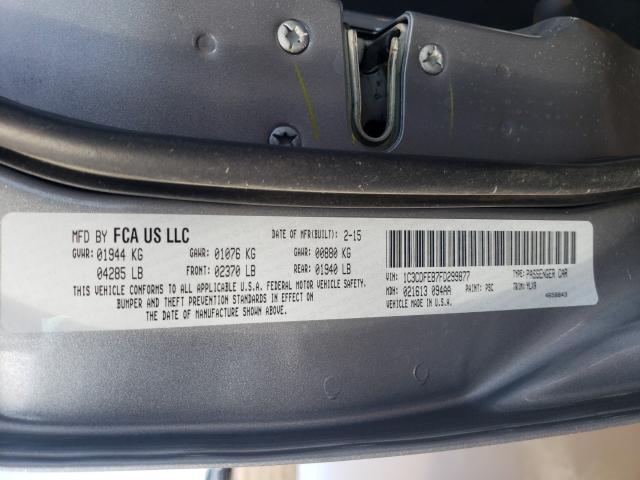 MFD BY FCA US LLC DATE OF MFR(BUILT): 2-15
GVWR: 01944 KG GAWR: 01076 KG GAWR: 00880 KG
04285 LB FRONT: 02370 LB REAR: 01940 LB
THIS VEHICLE CONFORMS TO ALL APPLICABLE U.S.A. FEDERAL MOTOR VEHICLE SAFETY,
BUMPER AND THEFT PREVENTION STANDARDS IN EFFECT ON
THE DATE OF MANUFACTURE SHOWN ABOVE.
VIN: 1C3CDFEB7FD299877 TYPE: PASSENGER CAR
MDH: 021613 094AA PAINT: PSC TRIM: HLX9
MADE IN U.S.A.